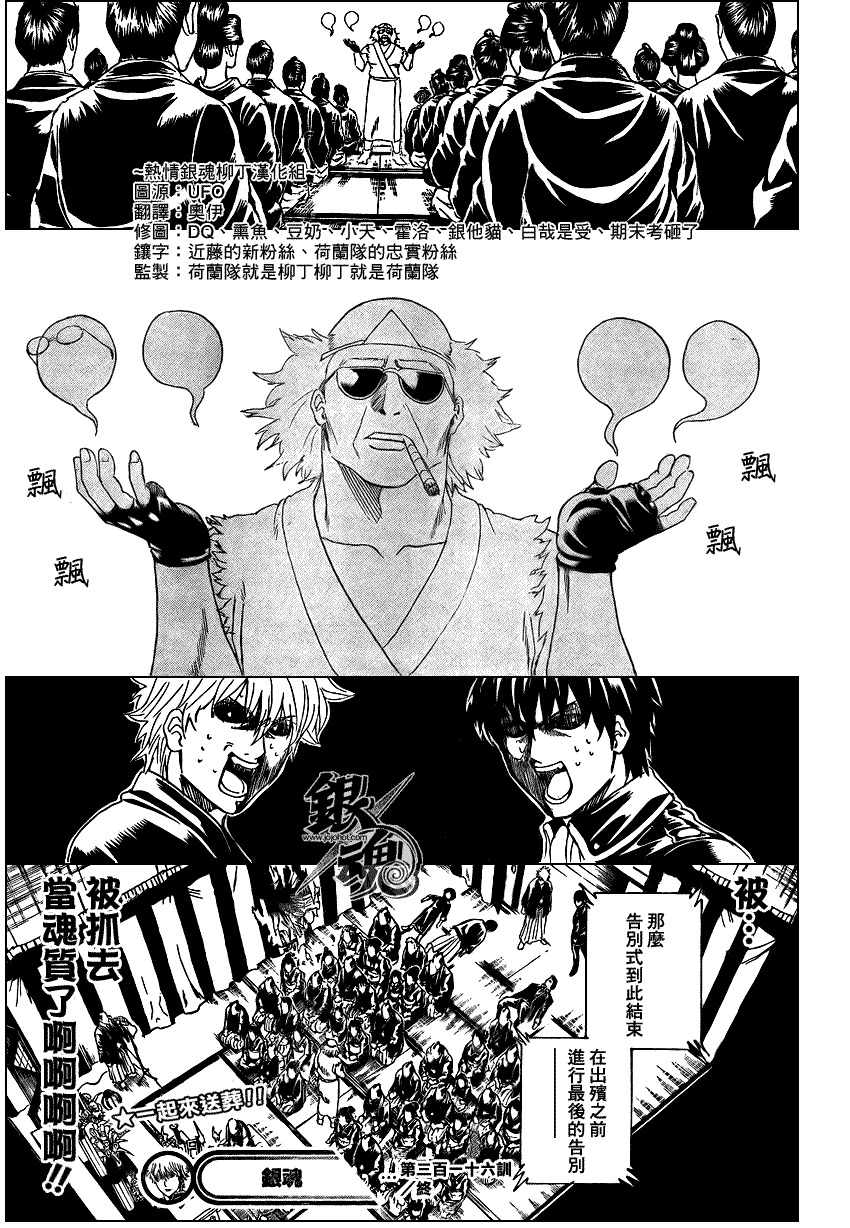 ~熱情銀魂柳丁漢化組~
圖源：UFO
翻譯：奧伊
修圖：DQ、熏魚、豆奶、小天、霍洛、銀他貓、白哉是受、期末考砸了
鑲字：近藤的新粉絲、荷蘭隊的忠實粉絲
監製：荷蘭隊就是柳丁柳丁就是荷蘭隊
飄
飄
飄
飄
銀魂
www.jojohot.com
被…
那麼
告別式到此結束
在出殯之前
進行最後的告別
被抓去
當魂質了啊啊啊啊!!
★一起來送葬!!
銀魂
…第三百一十六訓
／終